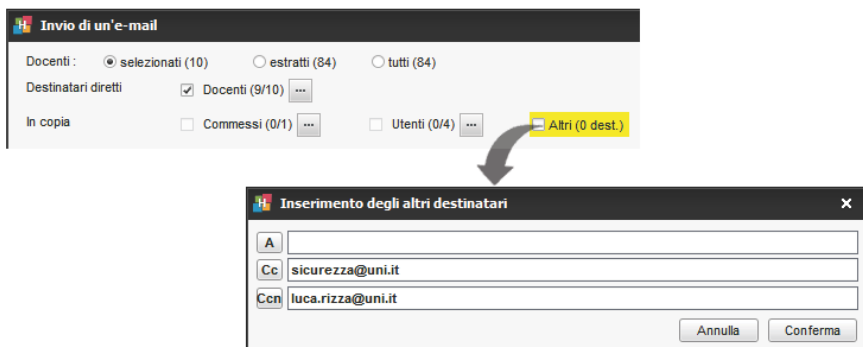 Invio di un'e-mail
Docenti : selezionati (10) estratti (84) tutti (84)
Destinatari diretti Docenti (9/10) ...
In copia Commessi (0/1) ... Utenti (0/4) ... Altri (0 dest.)
Inserimento degli altri destinatari
A
Cc sicurezza@uni.it
Ccn luca.rizza@uni.it
Annulla Conferma